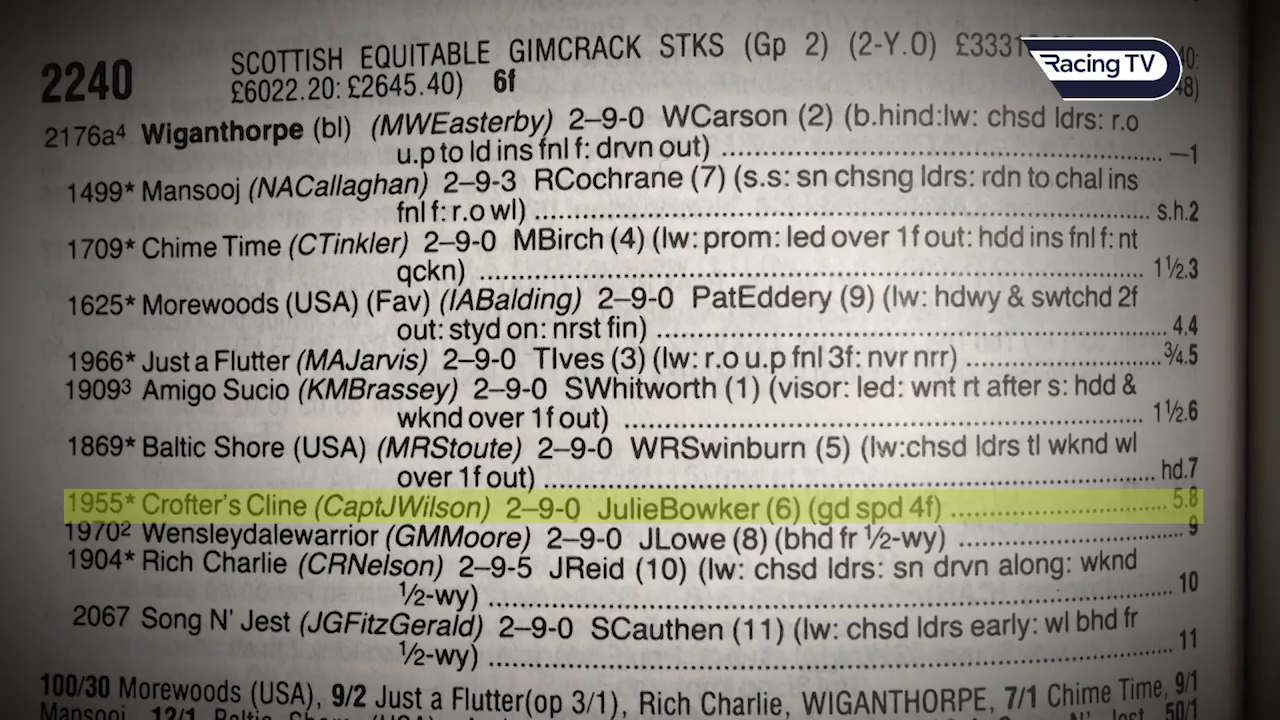 SCOTTISH EQUITABLE GIMCRACK STKS (Gp 2) (2-Y.O)
Racing TV
2240 £6022.20: £2645.40) 6f
2176a4 Wiganthorpe (bl) (MWEasterby) 2–9-0 WCarson (2) (b.hind:lw: chsd ldrs: r.o
u.p to ld ins fnl f: drvn out) .......... —1
1499* Mansooj (NACallaghan) 2–9-3 RCochrane (7) (s.s: sn chsng ldrs: rdn to chal ins
fnl f: r.o wl) .......... s.h.2
1709* Chime Time (CTinkler) 2–9-0 MBirch (4) (lw: prom: led over 1f out: hdd ins fnl f: nt
qckn) .......... 1½.3
1625* Morewoods (USA) (Fav) (IABalding) 2–9-0 PatEddery (9) (lw: hdwy & swtchd 2f
out: styd on: nrst fin) .......... 4.4
1966* Just a Flutter (MAJarvis) 2–9-0 TIves (3) (lw: r.o u.p fnl 3f: nvr nrr) .......... ¾.5
1909³ Amigo Sucio (KMBrassey) 2–9-0 SWhitworth (1) (visor: led: wnt rt after s: hdd &
wknd over 1f out) .......... 1½.6
1869* Baltic Shore (USA) (MRStoute) 2–9-0 WRSwinburn (5) (lw:chsd ldrs tl wknd wl
over 1f out) .......... hd.7
1955* Crofter's Cline (CaptJWilson) 2–9-0 JulieBowker (6) (gd spd 4f) .......... 5.8
1970² Wensleydalewarrior (GMMoore) 2–9-0 JLowe (8) (bhd fr ½-wy) .......... 9
1904* Rich Charlie (CRNelson) 2–9-5 JReid (10) (lw: chsd ldrs: sn drvn along: wknd
½-wy) .......... 10
2067 Song N' Jest (JGFitzGerald) 2–9-0 SCauthen (11) (lw: chsd ldrs early: wl bhd fr
½-wy) .......... 11
100/30 Morewoods (USA), 9/2 Just a Flutter(op 3/1), Rich Charlie, WIGANTHORPE, 7/1 Chime Time, 9/1
Mansooj, 12/1 Baltic 50/1